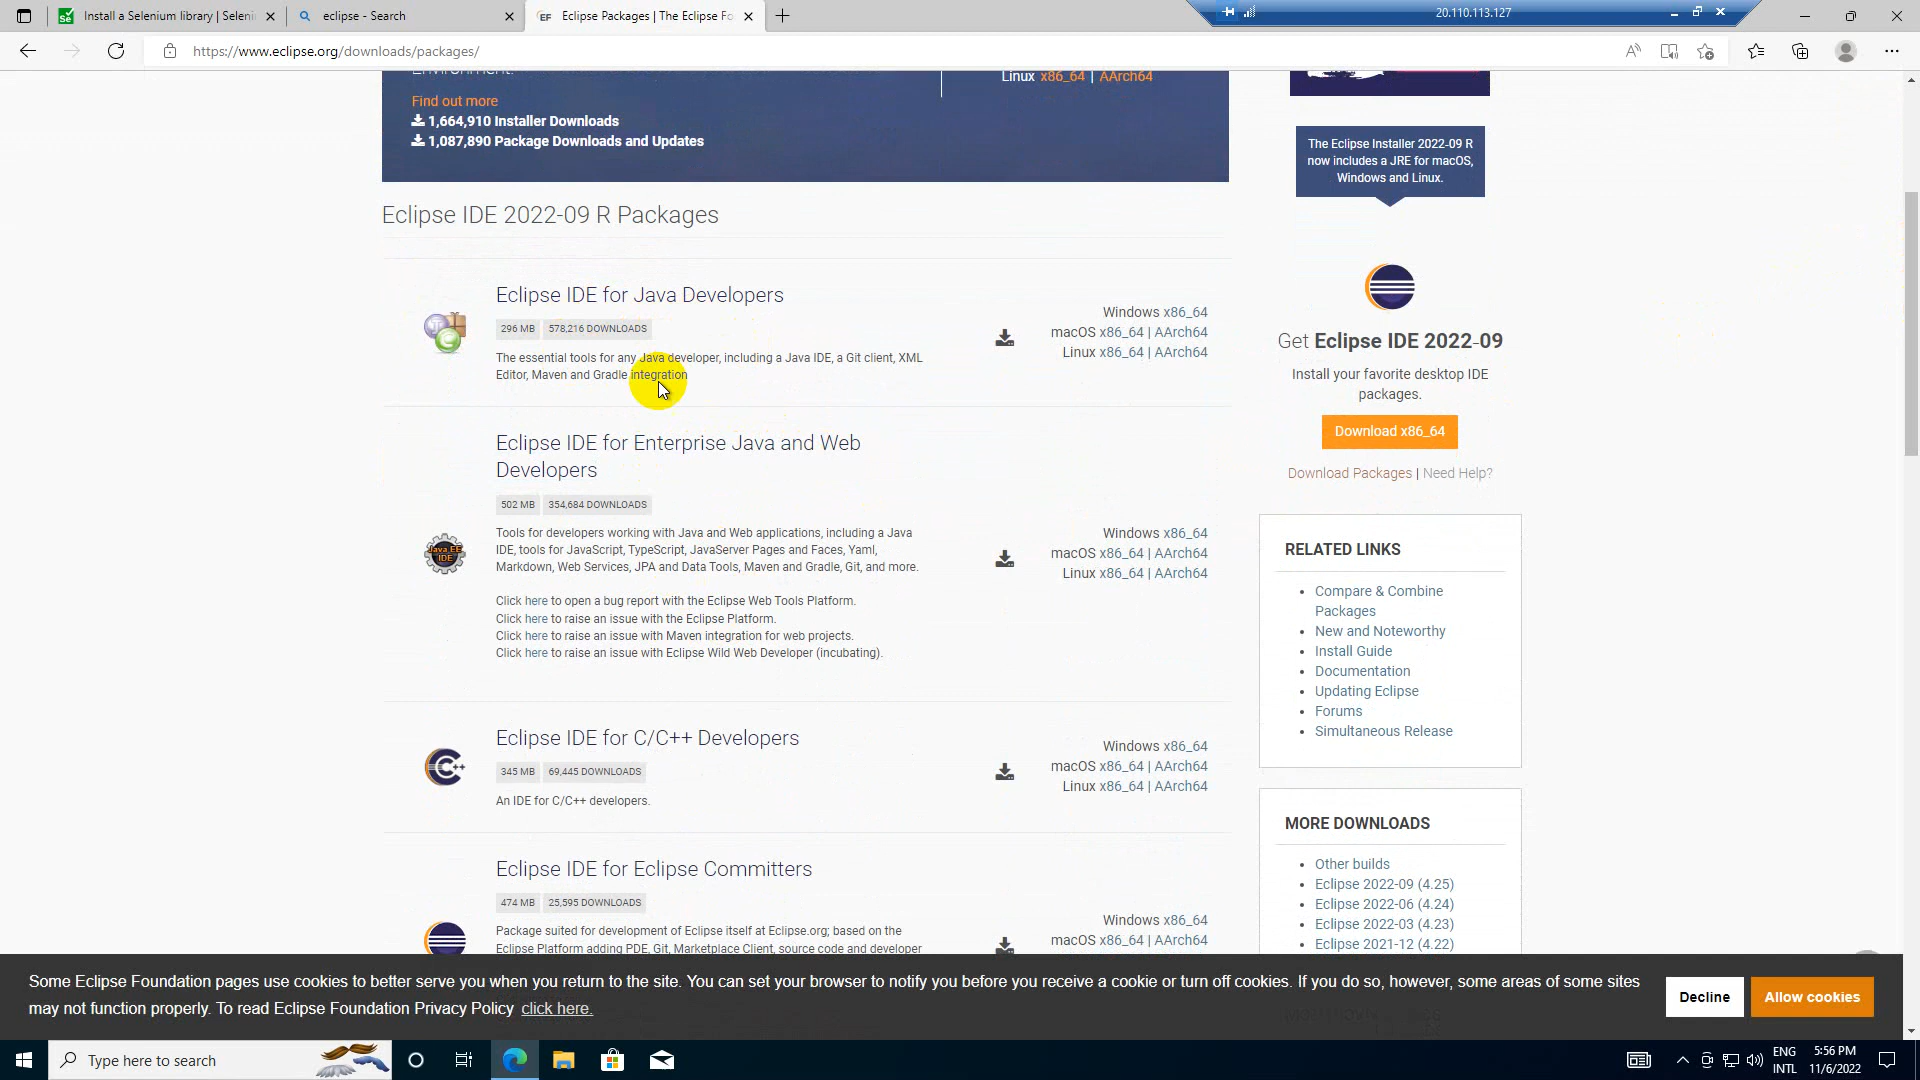 Install a Selenium library | Seleni
eclipse - Search
EF Eclipse Packages | The Eclipse Fo
20.110.113.127
https://www.eclipse.org/downloads/packages/
Linux x86_64 | AArch64
Find out more
1,664,910 Installer Downloads
1,087,890 Package Downloads and Updates
The Eclipse Installer 2022-09 R
now includes a JRE for macOS,
Windows and Linux.
Eclipse IDE 2022-09 R Packages
Eclipse IDE for Java Developers
296 MB 578,216 DOWNLOADS
The essential tools for any Java developer, including a Java IDE, a Git client, XML
Editor, Maven and Gradle integration
Windows x86_64
macOS x86_64 | AArch64
Linux x86_64 | AArch64
Eclipse IDE for Enterprise Java and Web
Developers
502 MB 354,684 DOWNLOADS
Tools for developers working with Java and Web applications, including a Java
IDE, tools for JavaScript, TypeScript, JavaServer Pages and Faces, Yaml,
Markdown, Web Services, JPA and Data Tools, Maven and Gradle, Git, and more.
Click here to open a bug report with the Eclipse Web Tools Platform.
Click here to raise an issue with the Eclipse Platform.
Click here to raise an issue with Maven integration for web projects.
Click here to raise an issue with Eclipse Wild Web Developer (incubating).
Java EE
IDE
Windows x86_64
macOS x86_64 | AArch64
Linux x86_64 | AArch64
Eclipse IDE for C/C++ Developers
345 MB 69,445 DOWNLOADS
An IDE for C/C++ developers.
Windows x86_64
macOS x86_64 | AArch64
Linux x86_64 | AArch64
Eclipse IDE for Eclipse Committers
474 MB 25,595 DOWNLOADS
Package suited for development of Eclipse itself at Eclipse.org; based on the
Eclipse Platform adding PDE, Git, Marketplace Client, source code and developer
Windows x86_64
macOS x86_64 | AArch64
Get Eclipse IDE 2022-09
Install your favorite desktop IDE
packages.
Download x86_64
Download Packages | Need Help?
RELATED LINKS
Compare & Combine
Packages
New and Noteworthy
Install Guide
Documentation
Updating Eclipse
Forums
Simultaneous Release
MORE DOWNLOADS
Other builds
Eclipse 2022-09 (4.25)
Eclipse 2022-06 (4.24)
Eclipse 2022-03 (4.23)
Eclipse 2021-12 (4.22)
Some Eclipse Foundation pages use cookies to better serve you when you return to the site. You can set your browser to notify you before you receive a cookie or turn off cookies. If you do so, however, some areas of some sites
may not function properly. To read Eclipse Foundation Privacy Policy click here.
Decline
Allow cookies
Type here to search
ENG
INTL
5:56 PM
11/6/2022